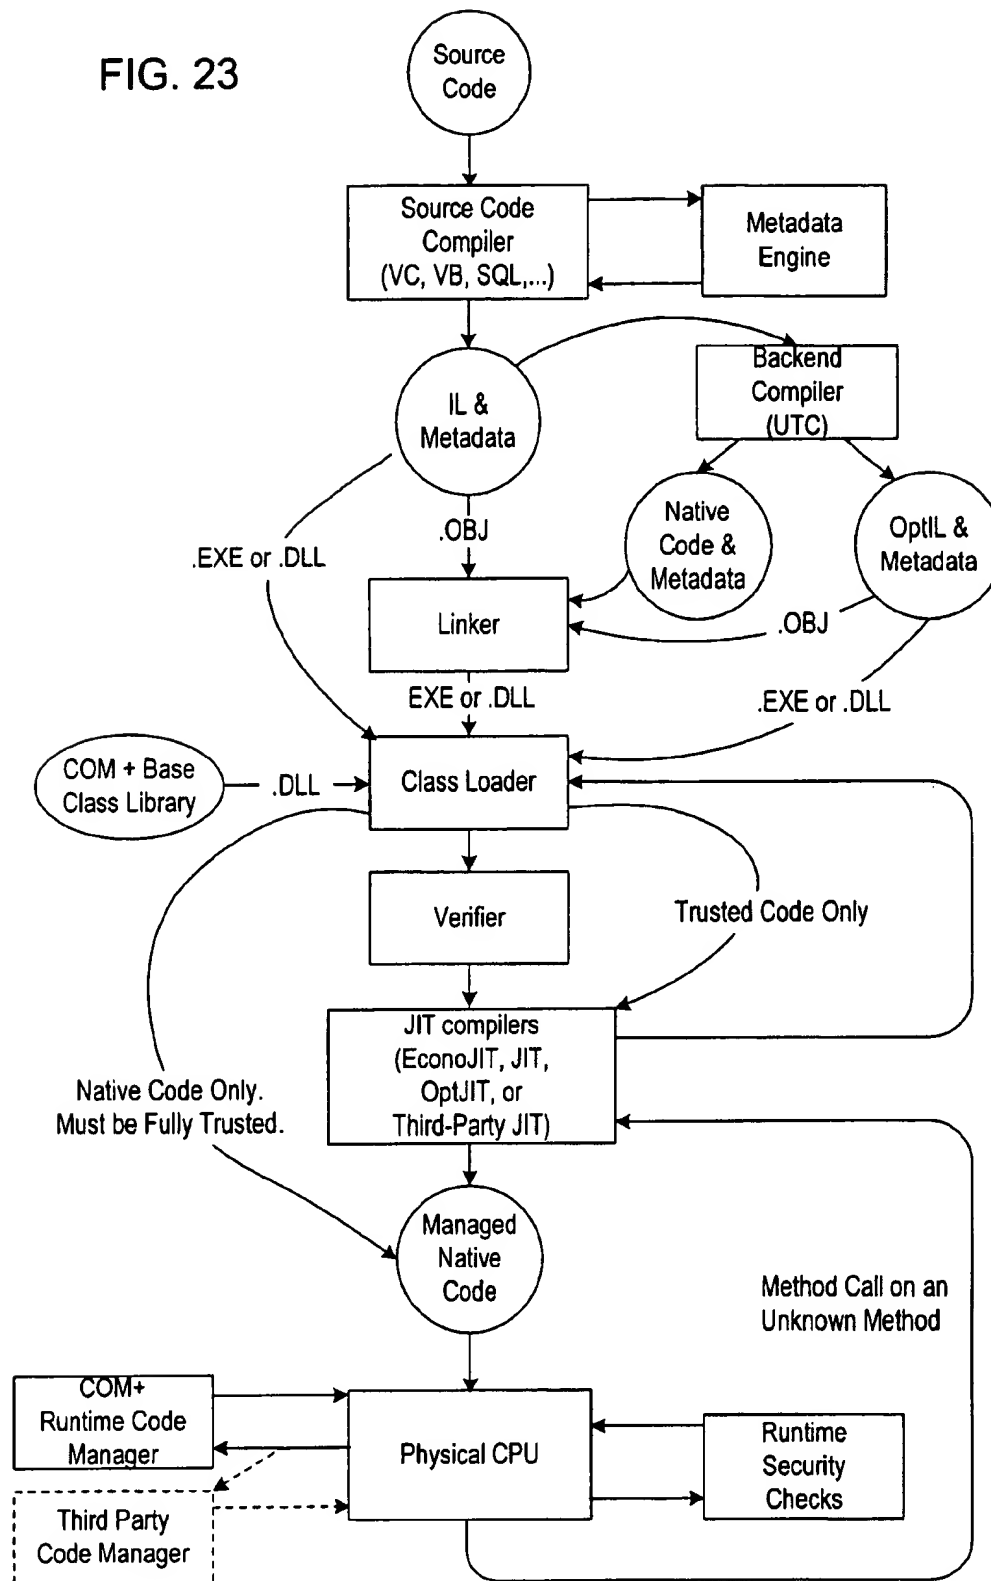 FIG. 23
Source
Code
Source Code
Compiler
(VC, VB, SQL,...)
Metadata
Engine
IL &
Metadata
Backend
Compiler
(UTC)
.OBJ
Native
Code &
Metadata
OptIL &
Metadata
.EXE or .DLL
Linker
.OBJ
EXE or .DLL
.EXE or .DLL
COM + Base
Class Library
.DLL
Class Loader
Verifier
Trusted Code Only
JIT compilers
(EconoJIT, JIT,
OptJIT, or
Third-Party JIT)
Native Code Only.
Must be Fully Trusted.
Managed
Native
Code
Method Call on an
Unknown Method
COM+
Runtime Code
Manager
Physical CPU
Runtime
Security
Checks
Third Party
Code Manager